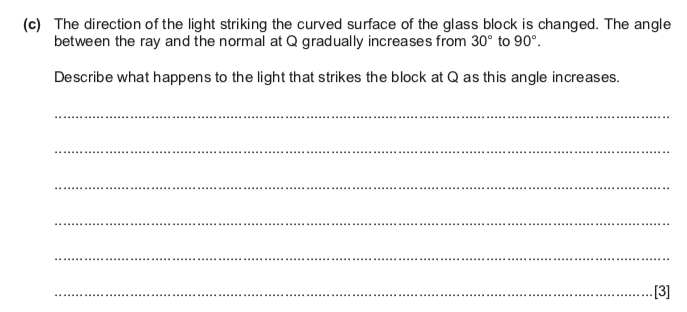 (c) The direction of the light striking the curved surface of the glass block is changed. The angle
between the ray and the normal at Q gradually increases from 30° to 90°.
Describe what happens to the light that strikes the block at Q as this angle increases.
..........................................................................................
..........................................................................................
..........................................................................................
..........................................................................................
..........................................................................................
.......................................................................................[3]